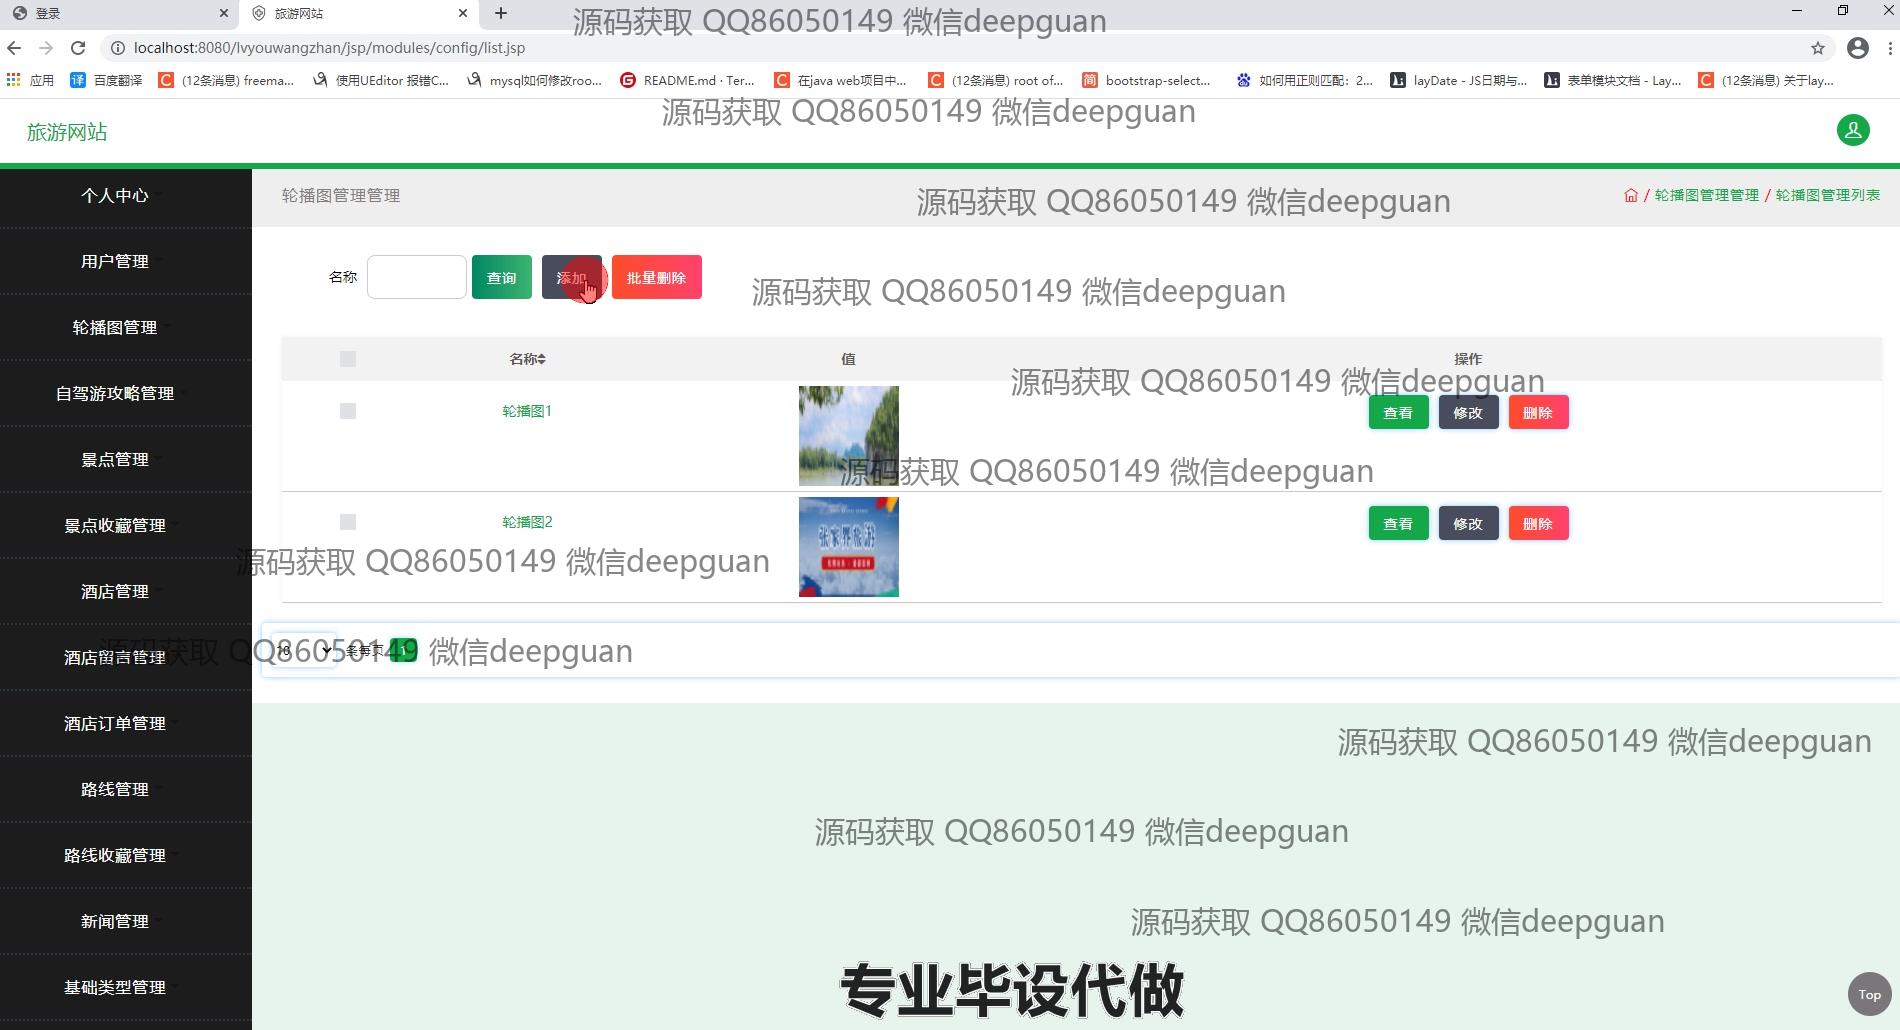 登录
旅游网站
源码获取 QQ86050149 微信deepguan
localhost:8080/lvyouwangzhan/jsp/modules/config/list.jsp
应用
百度翻译
(12条消息) freema...
使用UEditor 报错C...
mysql如何修改roo...
README.md · Ter...
在java web项目中...
(12条消息) root of...
bootstrap-select...
如何用正则匹配：2...
layDate - JS日期与...
表单模块文档 - Lay...
(12条消息) 关于lay...
源码获取 QQ86050149 微信deepguan
旅游网站
个人中心
轮播图管理管理
源码获取 QQ86050149 微信deepguan
/ 轮播图管理管理 / 轮播图管理列表
用户管理
名称
查询
添加
批量删除
源码获取 QQ86050149 微信deepguan
轮播图管理
名称
值
操作
源码获取 QQ86050149 微信deepguan
自驾游攻略管理
轮播图1
查看
修改
删除
景点管理
源码获取 QQ86050149 微信deepguan
景点收藏管理
轮播图2
张家界旅游
查看
修改
删除
源码获取 QQ86050149 微信deepguan
酒店管理
酒店留言管理
源码获取 QQ86050149 微信deepguan
10
条每页
1
酒店订单管理
源码获取 QQ86050149 微信deepguan
路线管理
源码获取 QQ86050149 微信deepguan
路线收藏管理
新闻管理
源码获取 QQ86050149 微信deepguan
基础类型管理
专业毕设代做
Top